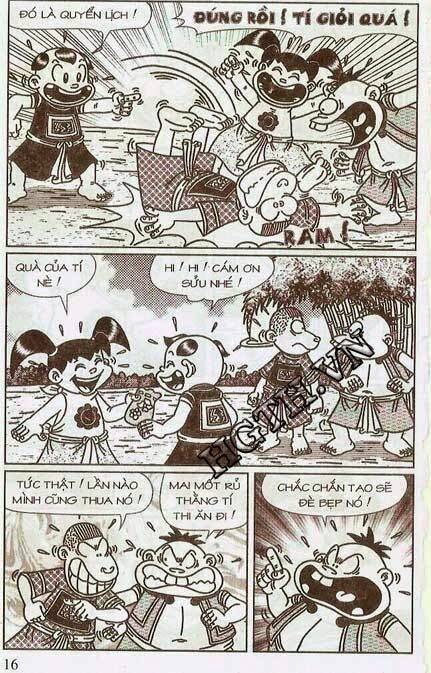 ĐÓ LÀ QUYỂN LỊCH!
ĐÚNG RỒI! TÍ GIỎI QUÁ!
RẦM!
QUÀ CỦA TÍ
NÈ!
HI! HI! CÁM ƠN
SỬU NHÉ!
HGTH.VN
TỨC THẬT! LẦN NÀO
MÌNH CŨNG THUA NÓ!
MAI MỐT RỦ
THẰNG TÍ
THI ĂN ĐI!
CHẮC CHẮN TAO SẼ
ĐÈ BẸP NÓ!
16